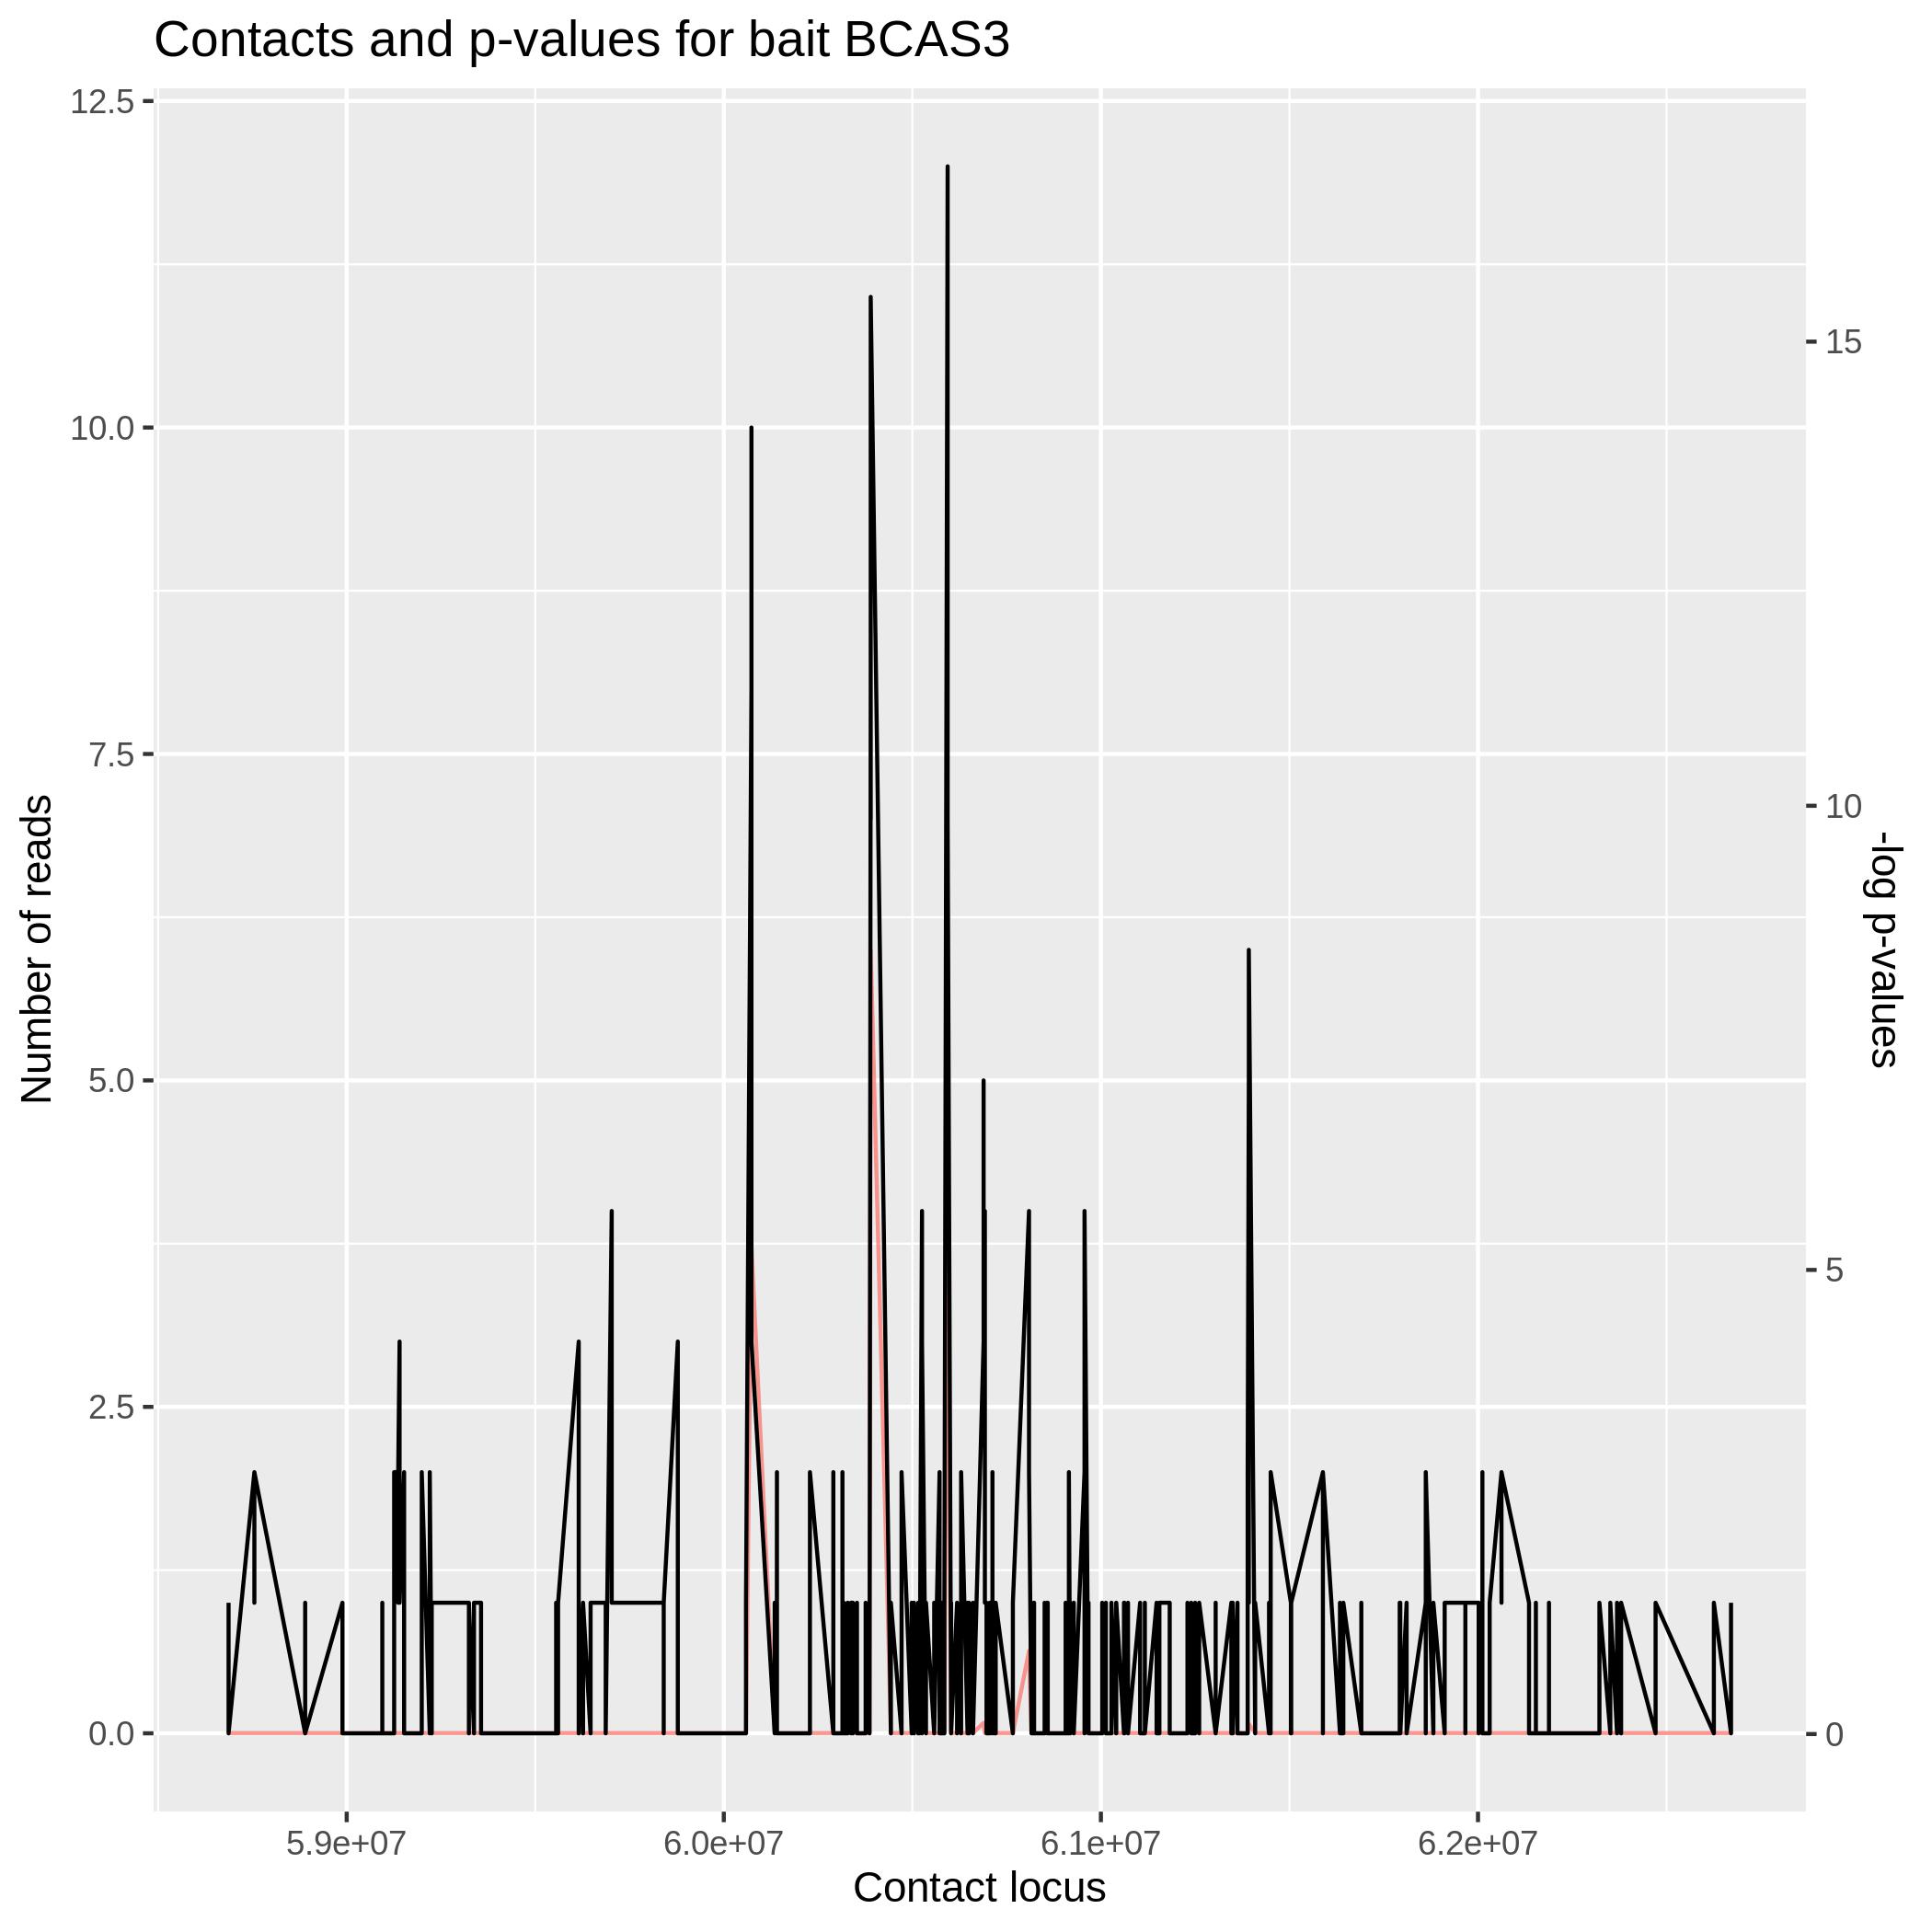 Contacts and p-values for bait BCAS3
12.5
10.0
7.5
5.0
2.5
0.0
Number of reads
15
10
5
0
-log p-values
5.9e+07
6.0e+07
6.1e+07
6.2e+07
Contact locus